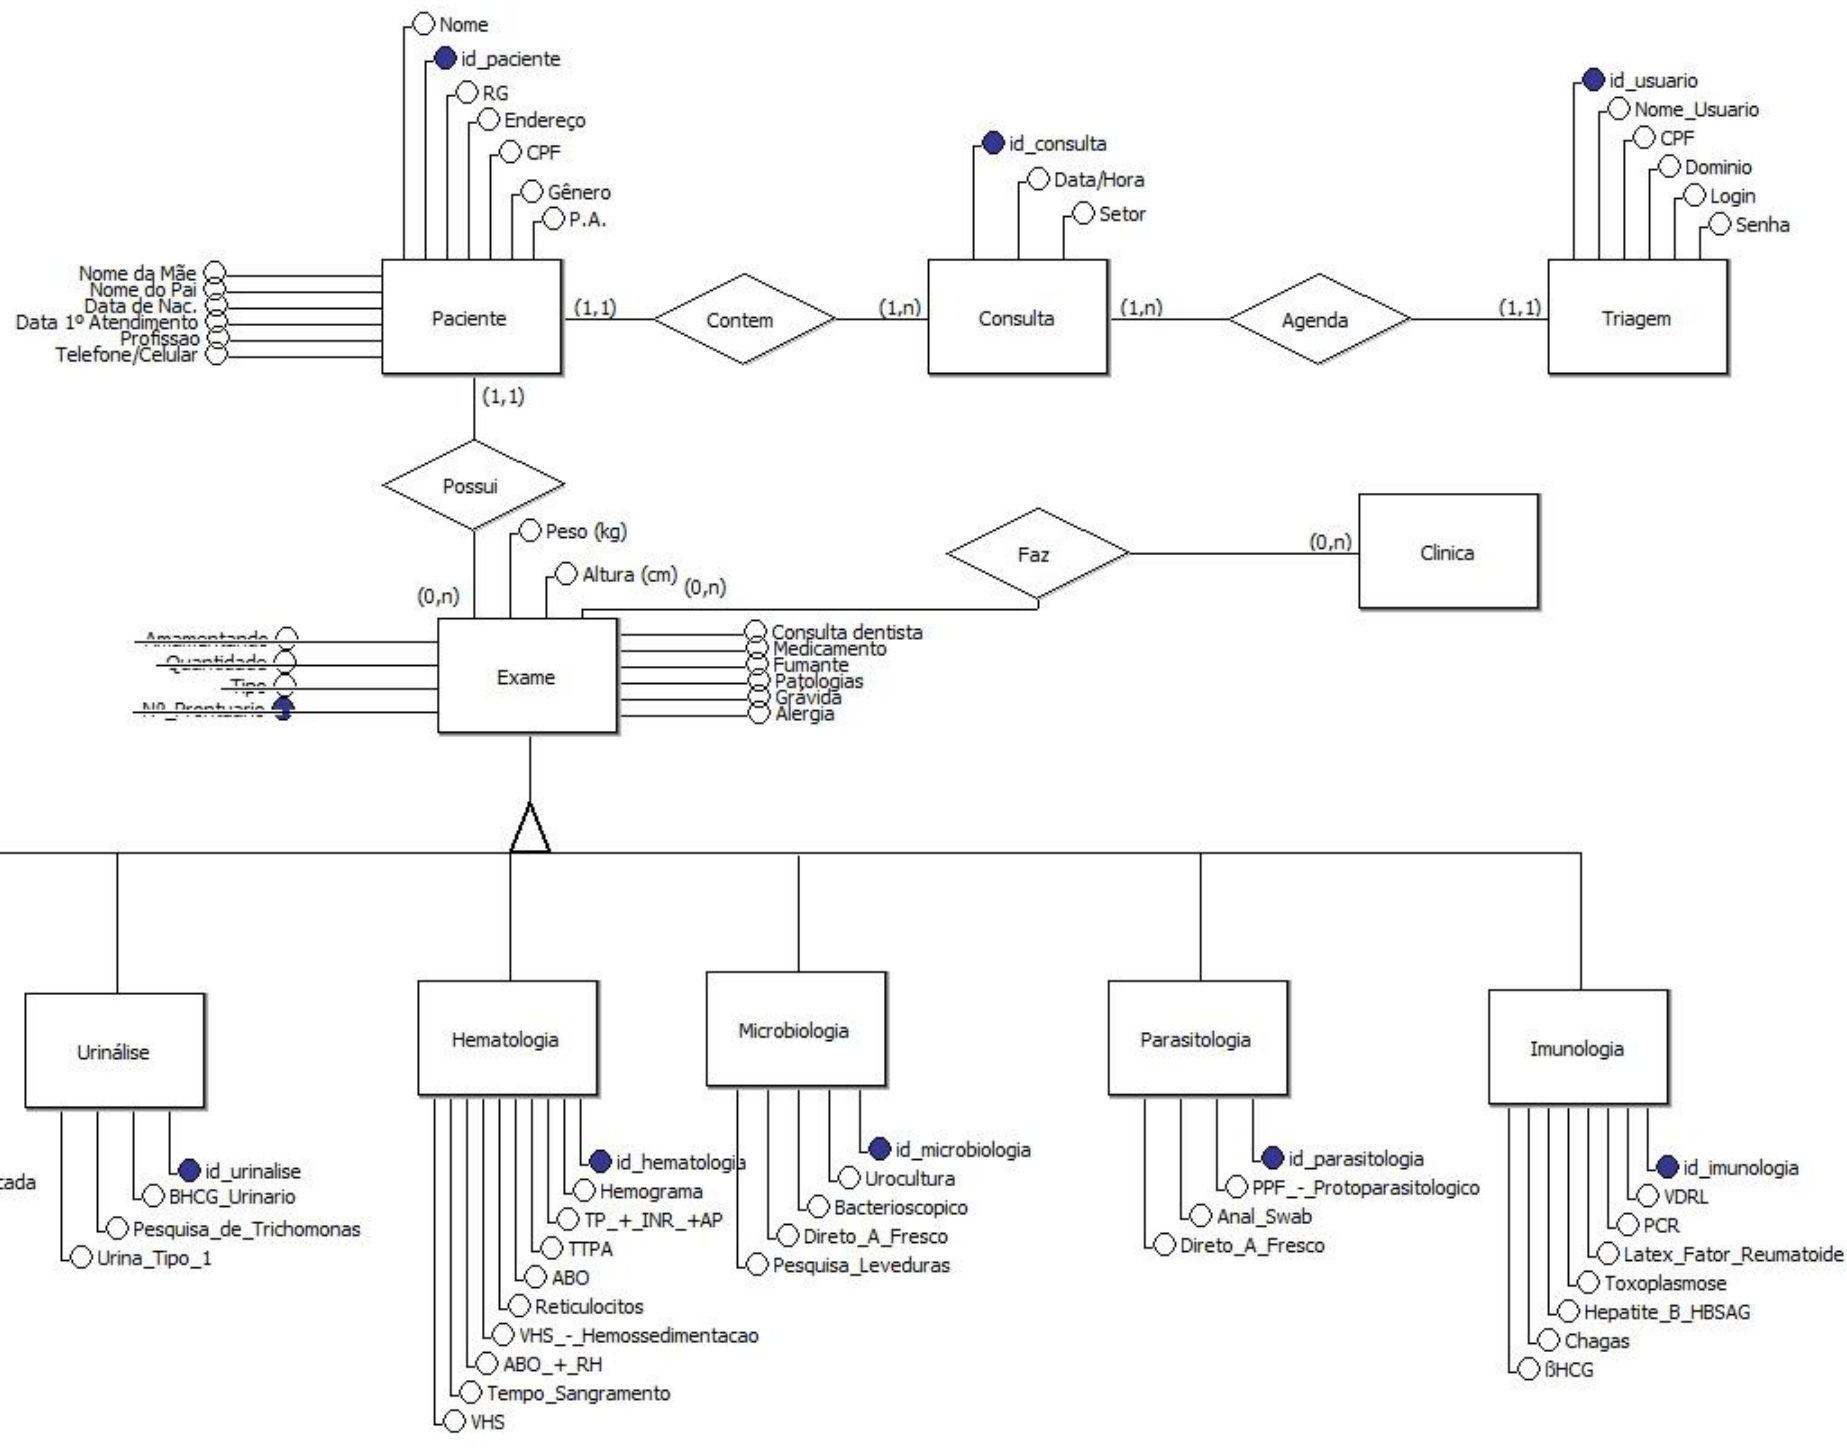 Nome
id_paciente
RG
Endereço
CPF
Gênero
P.A.
Nome da Mãe
Nome do Pai
Data de Nac.
Data 1º Atendimento
Profissao
Telefone/Celular
Paciente
(1,1)
Contem
(1,n)
id_consulta
Data/Hora
Setor
Consulta
(1,n)
Agenda
(1,1)
id_usuario
Nome_Usuario
CPF
Dominio
Login
Senha
Triagem
(1,1)
Possui
(0,n)
Peso (kg)
Altura (cm)
(0,n)
Faz
(0,n)
Clinica
Amamentando
Quantidade
Tipo
Nº_Prontuario
Exame
Consulta dentista
Medicamento
Fumante
Patologias
Grávida
Alergia
cada
Urinálise
id_urinalise
BHCG_Urinario
Pesquisa_de_Trichomonas
Urina_Tipo_1
Hematologia
id_hematologia
Hemograma
TP_+_INR_+AP
TTPA
ABO
Reticulocitos
VHS_-_Hemossedimentacao
ABO_+_RH
Tempo_Sangramento
VHS
Microbiologia
id_microbiologia
Urocultura
Bacterioscopico
Direto_A_Fresco
Pesquisa_Leveduras
Parasitologia
id_parasitologia
PPF_-_Protoparasitologico
Anal_Swab
Direto_A_Fresco
Imunologia
id_imunologia
VDRL
PCR
Latex_Fator_Reumatoide
Toxoplasmose
Hepatite_B_HBSAG
Chagas
βHCG